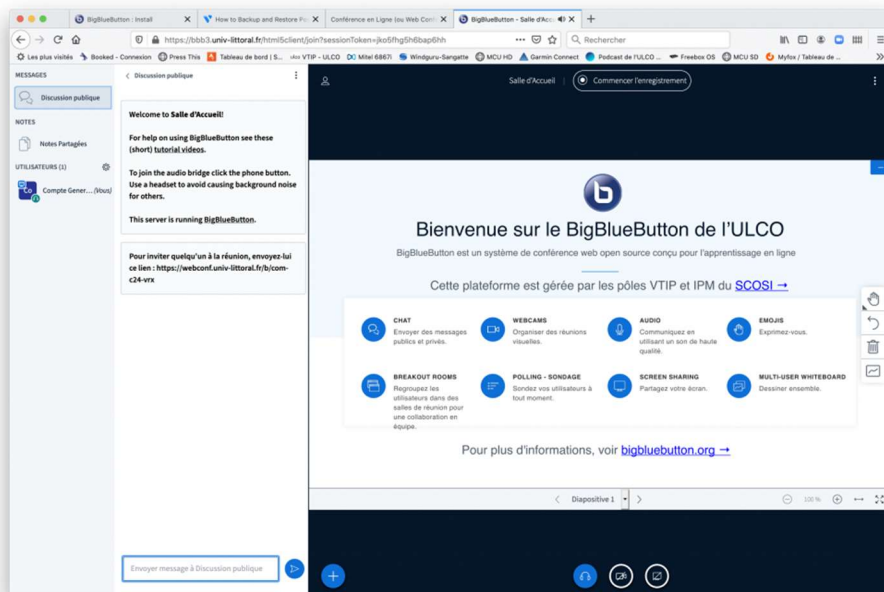 BigBlueButton : Install
How to Backup and Restore Po
Conférence en Ligne (ou Web Con
BigBlueButton - Salle d'Acc
https://bbb3.univ-littoral.fr/html5client/join?sessionToken=jko5fhg5h6bap6hh
Rechercher
Les plus visités
Booked - Connexion
Press This
Tableau de bord | S...
VTIP - ULCO
Mitel 6867i
Windguru-Sangatte
MCU HD
Garmin Connect
Podcast de l'ULCO ...
Freebox OS
MCU SD
Myfox / Tableau de ...
MESSAGES
Discussion publique
NOTES
Notes Partagées
UTILISATEURS (1)
Co
Compte Gener... (Vous)
Discussion publique
Welcome to Salle d'Accueil!
For help on using BigBlueButton see these
(short) tutorial videos.
To join the audio bridge click the phone button.
Use a headset to avoid causing background noise
for others.
This server is running BigBlueButton.
Pour inviter quelqu'un à la réunion, envoyez-lui
ce lien : https://webconf.univ-littoral.fr/b/com-
c24-vrx
Envoyer message à Discussion publique
Salle d'Accueil
Commencer l'enregistrement
b
Bienvenue sur le BigBlueButton de l'ULCO
BigBlueButton est un système de conférence web open source conçu pour l'apprentissage en ligne
Cette plateforme est gérée par les pôles VTIP et IPM du SCOSI →
CHAT
Envoyer des messages
publics et privés.
WEBCAMS
Organiser des réunions
visuelles.
AUDIO
Communiquez en
utilisant un son de haute
qualité.
EMOJIS
Exprimez-vous.
BREAKOUT ROOMS
Regroupez les
utilisateurs dans des
salles de réunion pour
une collaboration en
équipe.
POLLING - SONDAGE
Sondez vos utilisateurs à
tout moment.
SCREEN SHARING
Partagez votre écran.
MULTI-USER WHITEBOARD
Dessiner ensemble.
Pour plus d'informations, voir bigbluebutton.org →
Diapositive 1
100 %